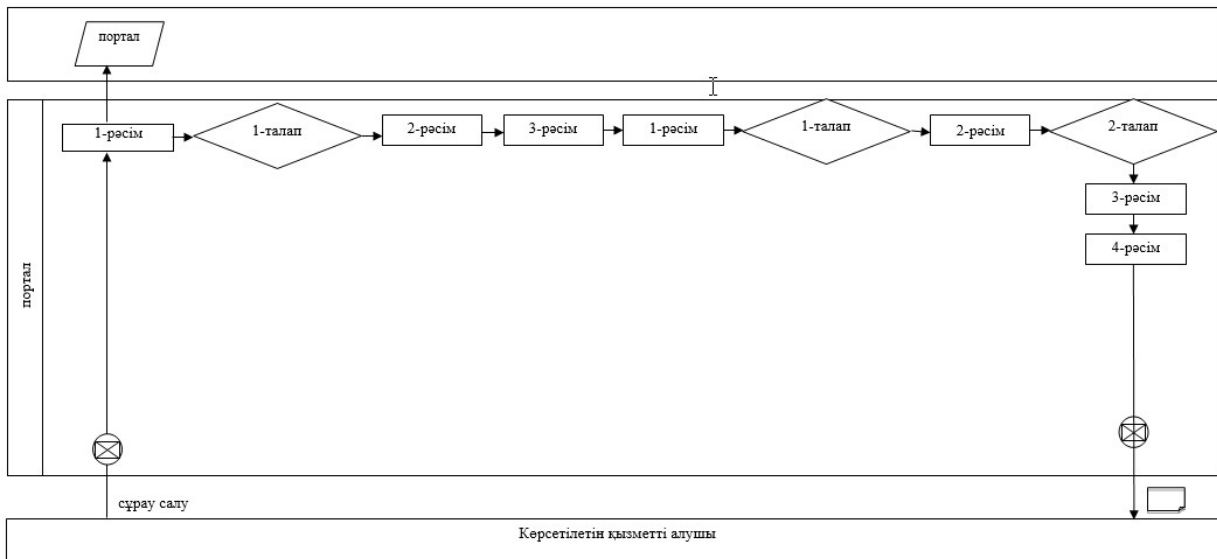 портал
1-рәсім
1-талап
2-рәсім
3-рәсім
1-рәсім
1-талап
2-рәсім
2-талап
3-рәсім
4-рәсім
портал
сұрау салу
Көрсетілетін қызметті алушы